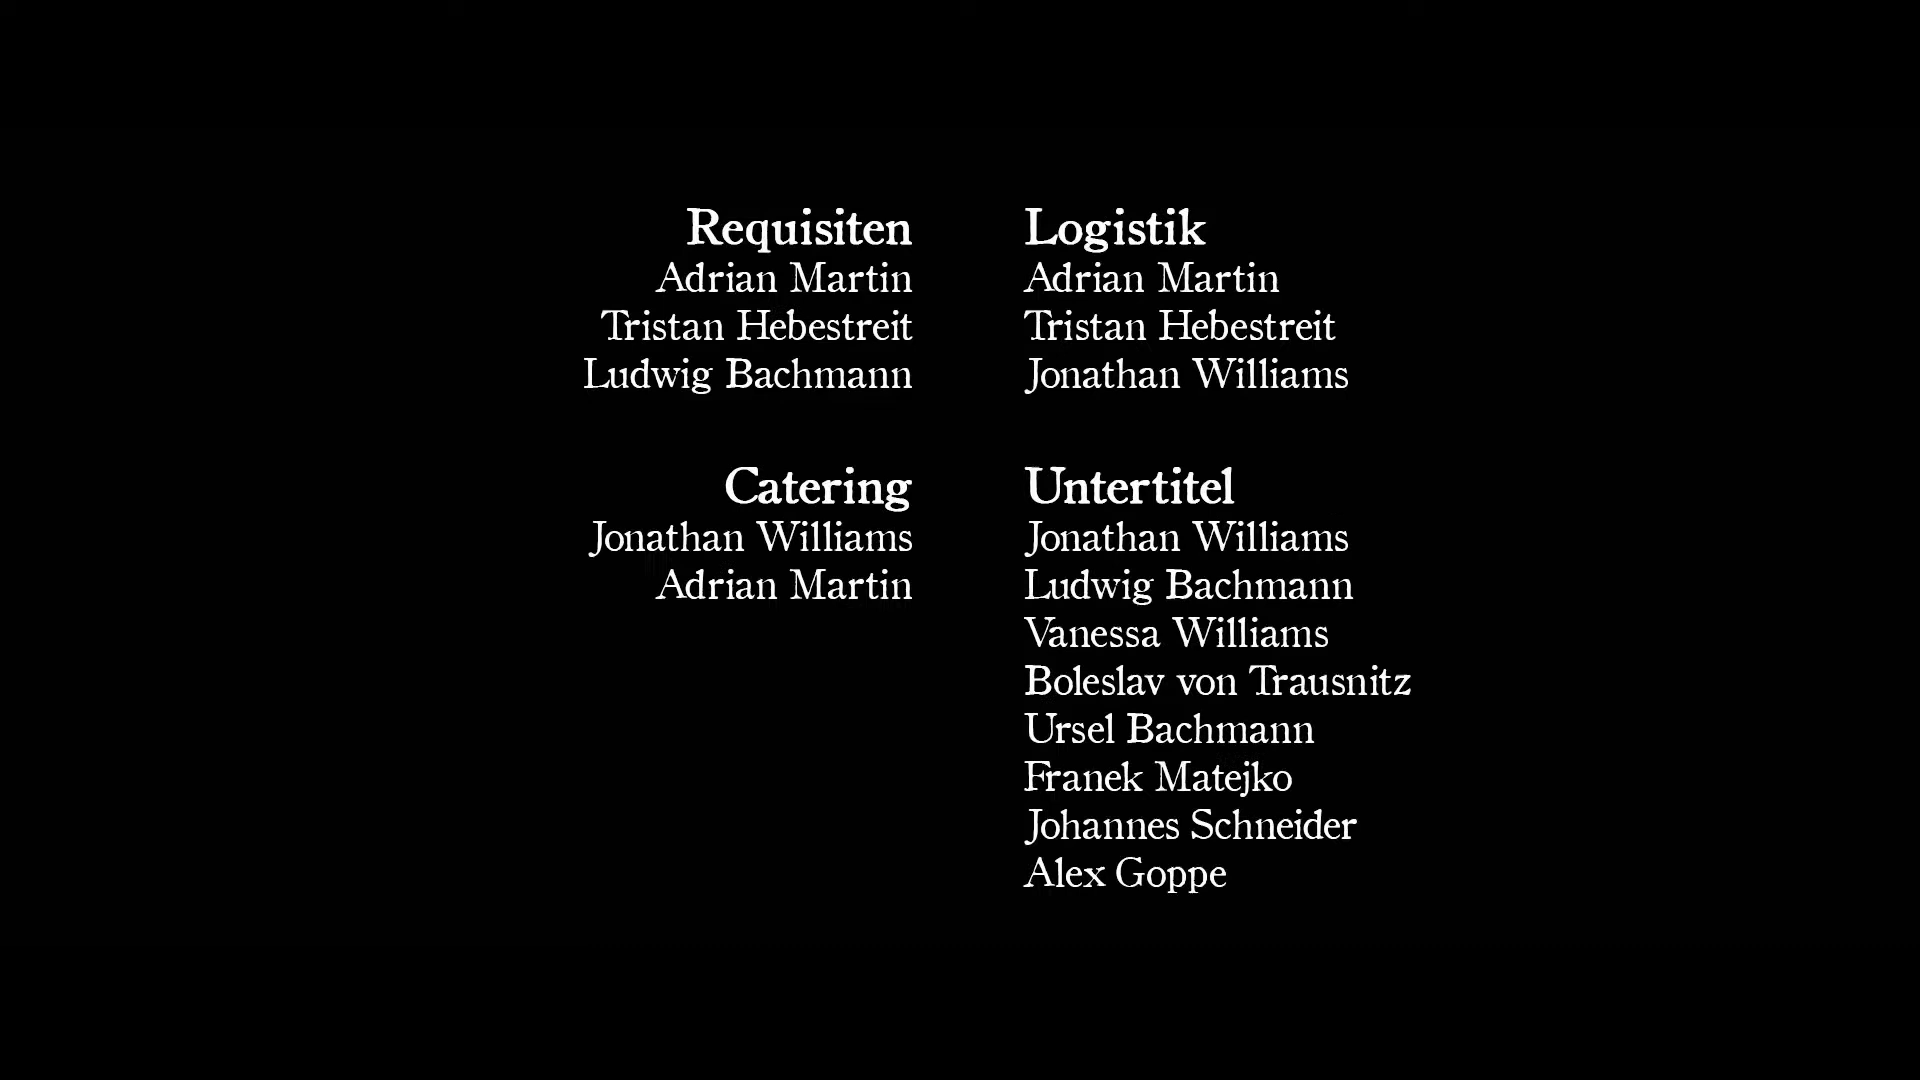 Requisiten
Adrian Martin
Tristan Hebestreit
Ludwig Bachmann
Logistik
Adrian Martin
Tristan Hebestreit
Jonathan Williams
Catering
Jonathan Williams
Adrian Martin
Untertitel
Jonathan Williams
Ludwig Bachmann
Vanessa Williams
Boleslav von Trausnitz
Ursel Bachmann
Franek Matejko
Johannes Schneider
Alex Goppe